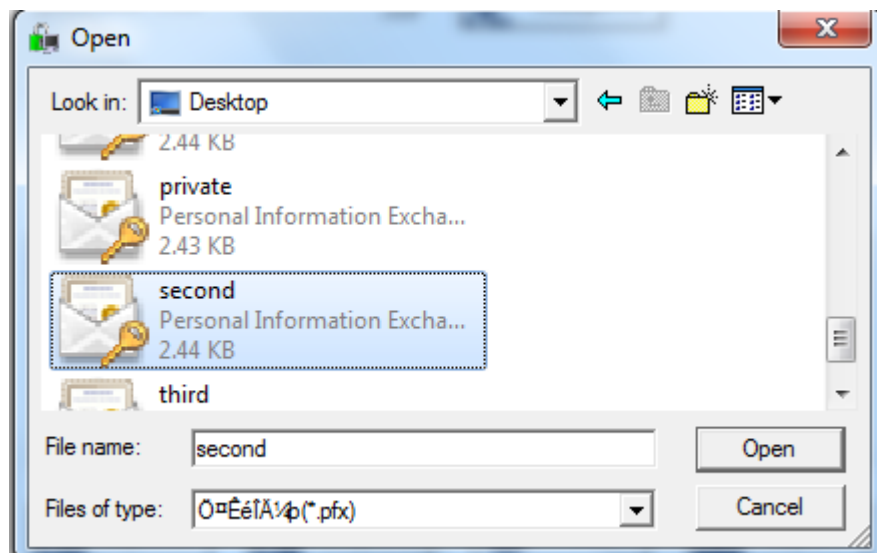 Open
Look in: Desktop
2.44 KB
private
Personal Information Excha...
2.43 KB
second
Personal Information Excha...
2.44 KB
third
File name: second Open
Files of type: Ö¤ÊéÎÄ¼þ(*.pfx) Cancel